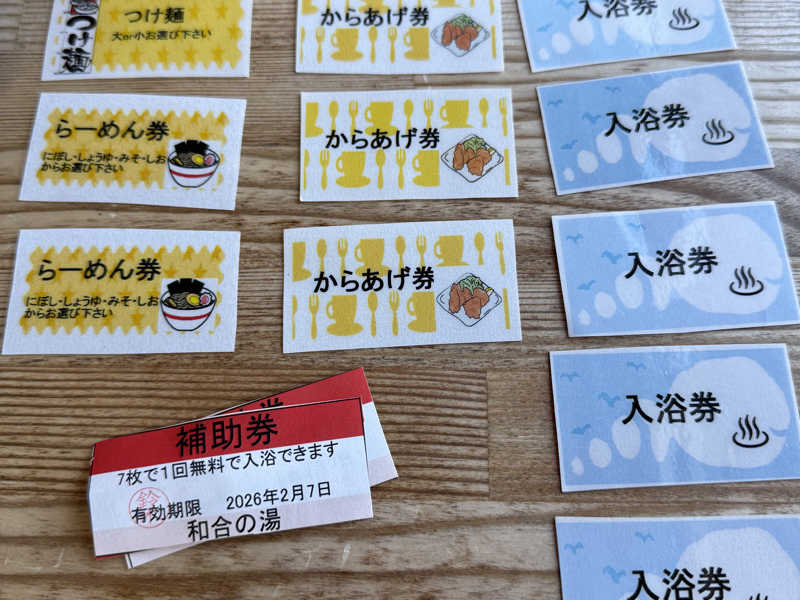 つけ麺
つけ麺
大or小お選び下さい
からあげ券
入浴券
らーめん券
にぼし・しょうゆ・みそ・しお
からお選び下さい
からあげ券
入浴券
らーめん券
にぼし・しょうゆ・みそ・しお
からお選び下さい
からあげ券
入浴券
入浴券
補助券
7枚で1回無料で入浴できます
鈴
有効期限 2026年2月7日
和合の湯
入浴券